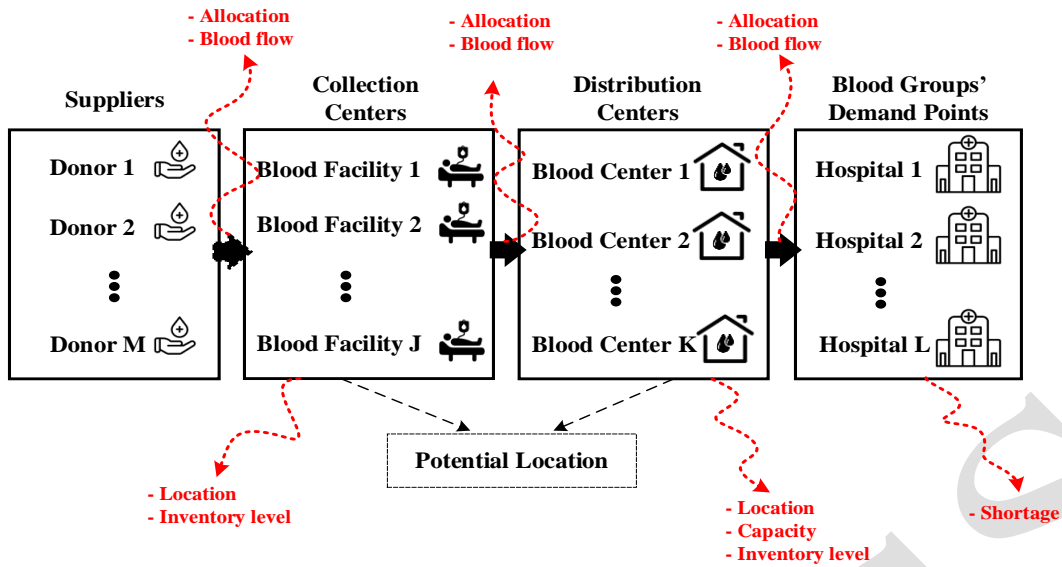 - Allocation
- Blood flow
- Allocation
- Blood flow
- Allocation
- Blood flow
Suppliers
Collection
Centers
Distribution
Centers
Blood Groups'
Demand Points
Donor 1
Donor 2
Donor M
Blood Facility 1
Blood Facility 2
Blood Facility J
Blood Center 1
Blood Center 2
Blood Center K
Hospital 1
Hospital 2
Hospital L
Potential Location
- Location
- Inventory level
- Location
- Capacity
- Inventory level
- Shortage